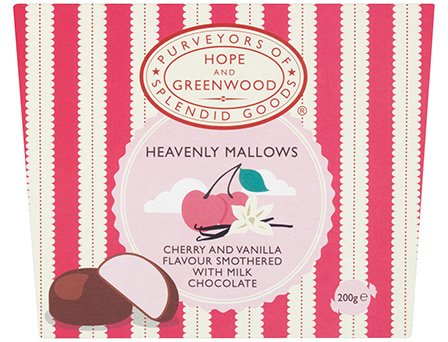 PURVEYORS OF
HOPE
AND
GREENWOOD
SPLENDID GOODS
®
HEAVENLY MALLOWS
CHERRY AND VANILLA
FLAVOUR SMOTHERED
WITH MILK
CHOCOLATE
200g℮